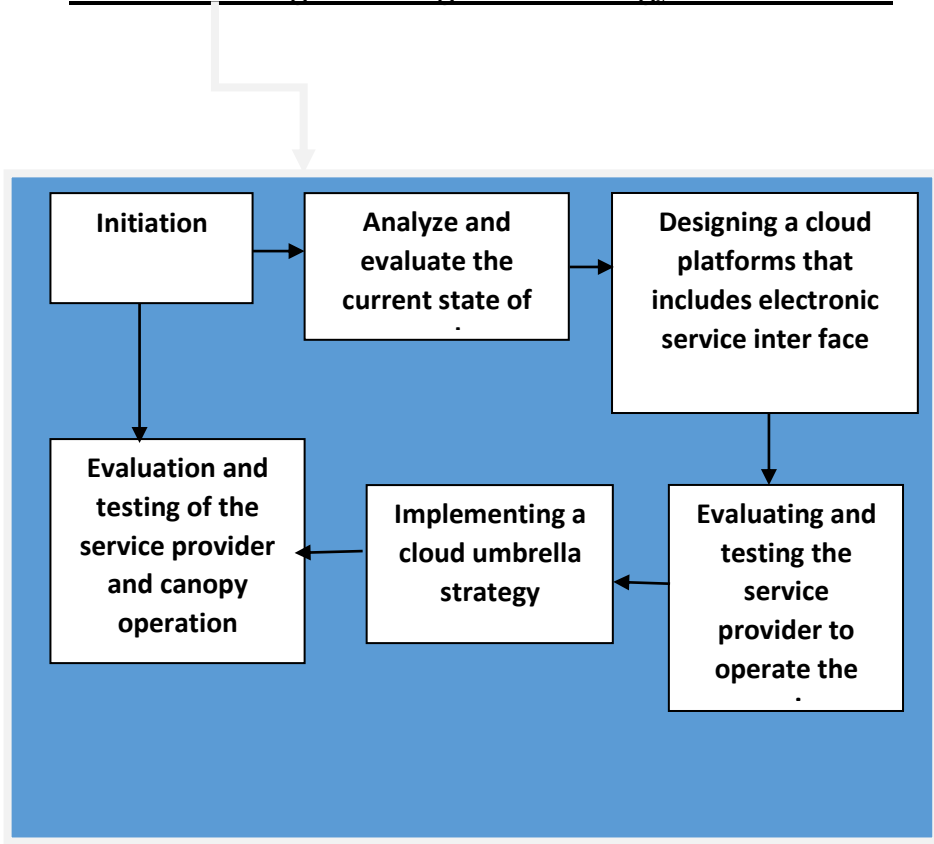 Initiation
Analyze and
evaluate the
current state of
Designing a cloud
platforms that
includes electronic
service inter face
Evaluation and
testing of the
service provider
and canopy
operation
Implementing a
cloud umbrella
strategy
Evaluating and
testing the
service
provider to
operate the